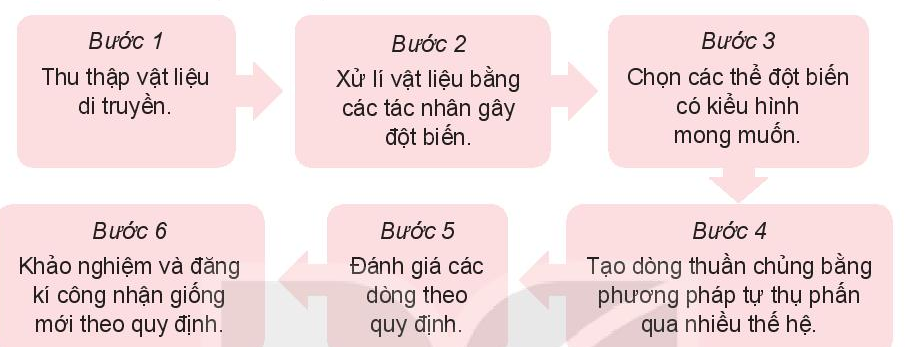 Bước 1
Thu thập vật liệu
di truyền.
Bước 2
Xử lí vật liệu bằng
các tác nhân gây
đột biến.
Bước 3
Chọn các thể đột biến
có kiểu hình
mong muốn.
Bước 4
Tạo dòng thuần chủng bằng
phương pháp tự thụ phấn
qua nhiều thế hệ.
Bước 5
Đánh giá các
dòng theo
quy định.
Bước 6
Khảo nghiệm và đăng
kí công nhận giống
mới theo quy định.